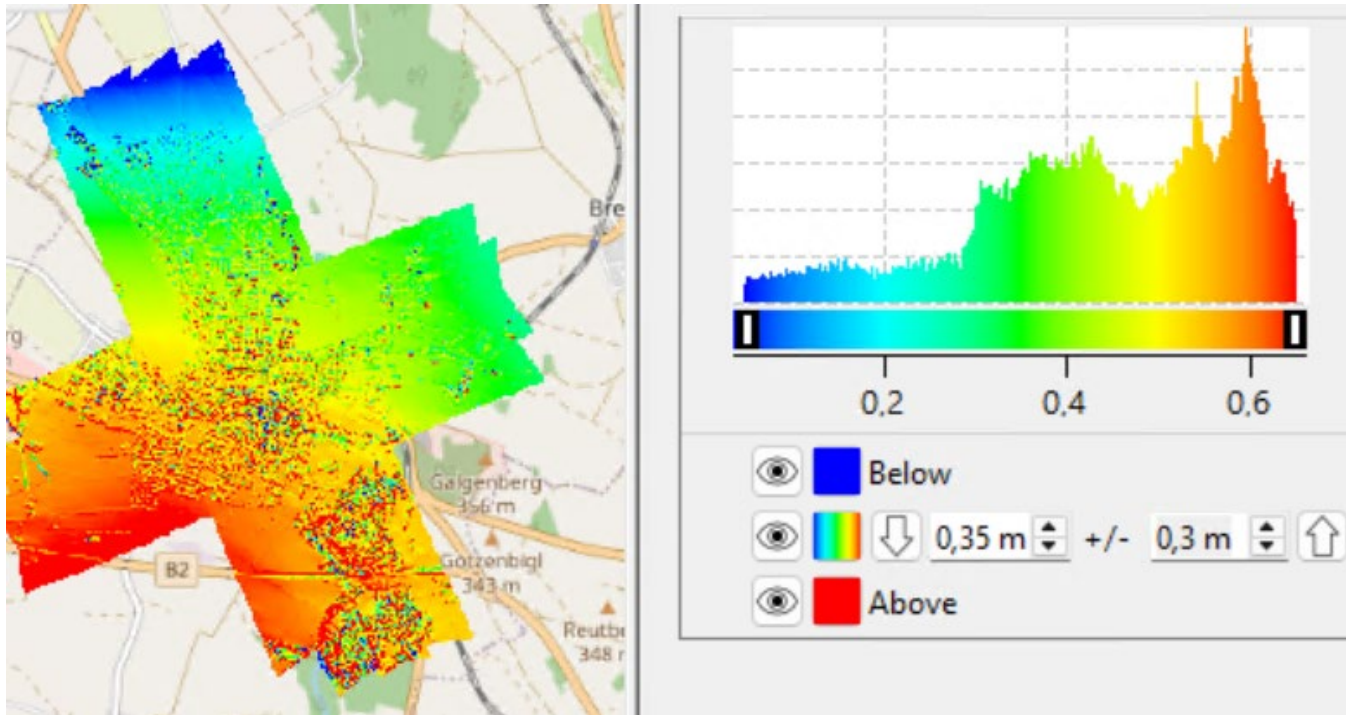 Bre
rg
Galgenberg
356 m
Götzenbigl
343 m
B2
Reutbe
348 m
0,2 0,4 0,6
Below
0,35 m +/- 0,3 m
Above